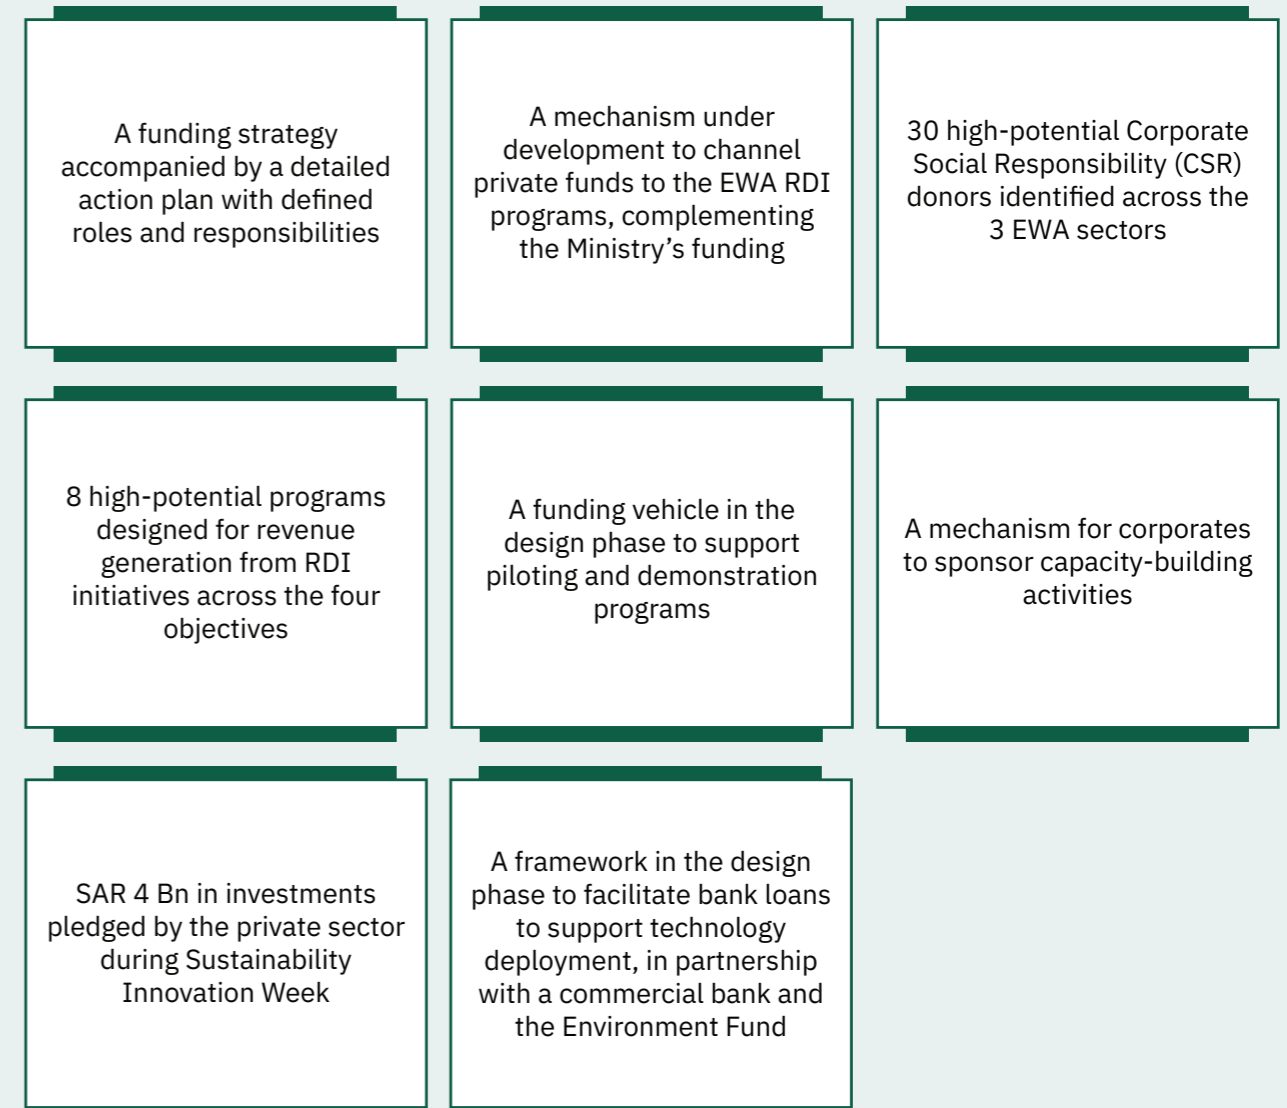 A funding strategy
accompanied by a detailed
action plan with defined
roles and responsibilities
A mechanism under
development to channel
private funds to the EWA RDI
programs, complementing
the Ministry’s funding
30 high-potential Corporate
Social Responsibility (CSR)
donors identified across the
3 EWA sectors
8 high-potential programs
designed for revenue
generation from RDI
initiatives across the four
objectives
A funding vehicle in the
design phase to support
piloting and demonstration
programs
A mechanism for corporates
to sponsor capacity-building
activities
SAR 4 Bn in investments
pledged by the private sector
during Sustainability
Innovation Week
A framework in the design
phase to facilitate bank loans
to support technology
deployment, in partnership
with a commercial bank and
the Environment Fund